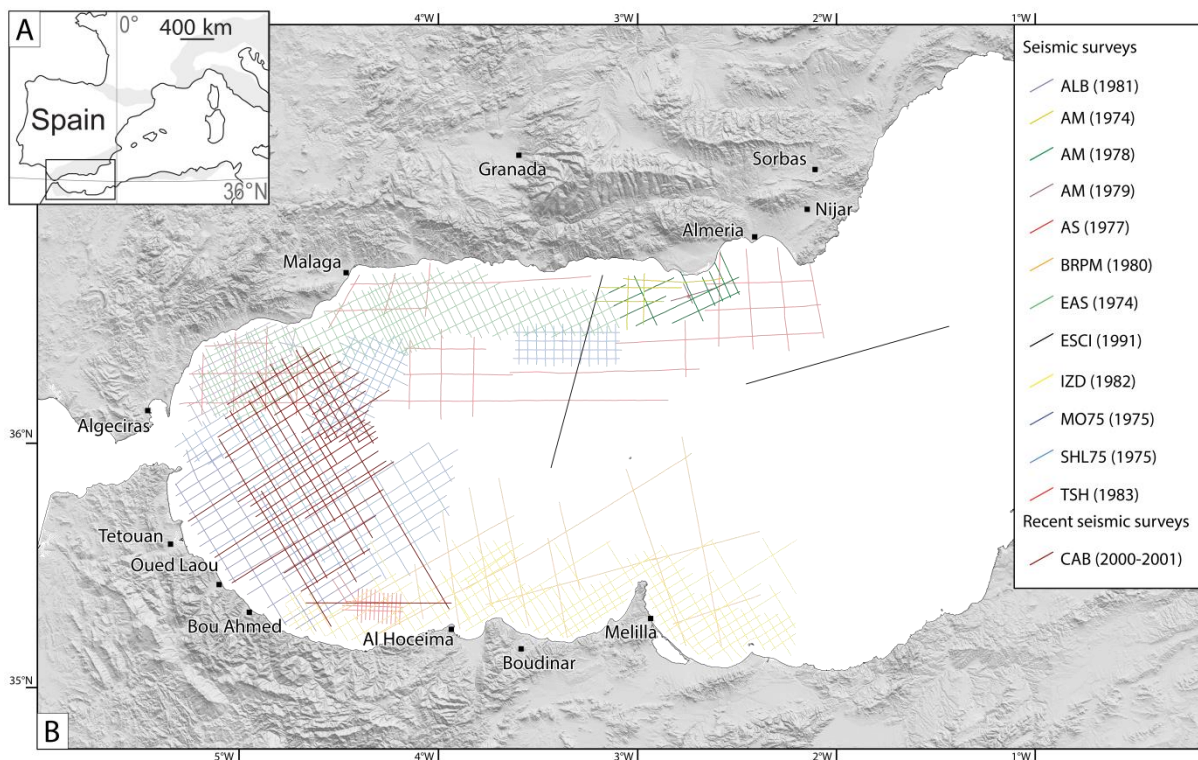 A
0°
400 km
Spain
36°N
4°W
3°W
2°W
1°W
Granada
Sorbas
Nijar
Almeria
Malaga
Algeciras
36°N
Tetouan
Oued Laou
Bou Ahmed
Al Hoceima
Boudinar
Melilla
35°N
B
5°W
4°W
3°W
2°W
1°W
Seismic surveys
ALB (1981)
AM (1974)
AM (1978)
AM (1979)
AS (1977)
BRPM (1980)
EAS (1974)
ESCI (1991)
IZD (1982)
MO75 (1975)
SHL75 (1975)
TSH (1983)
Recent seismic surveys
CAB (2000-2001)